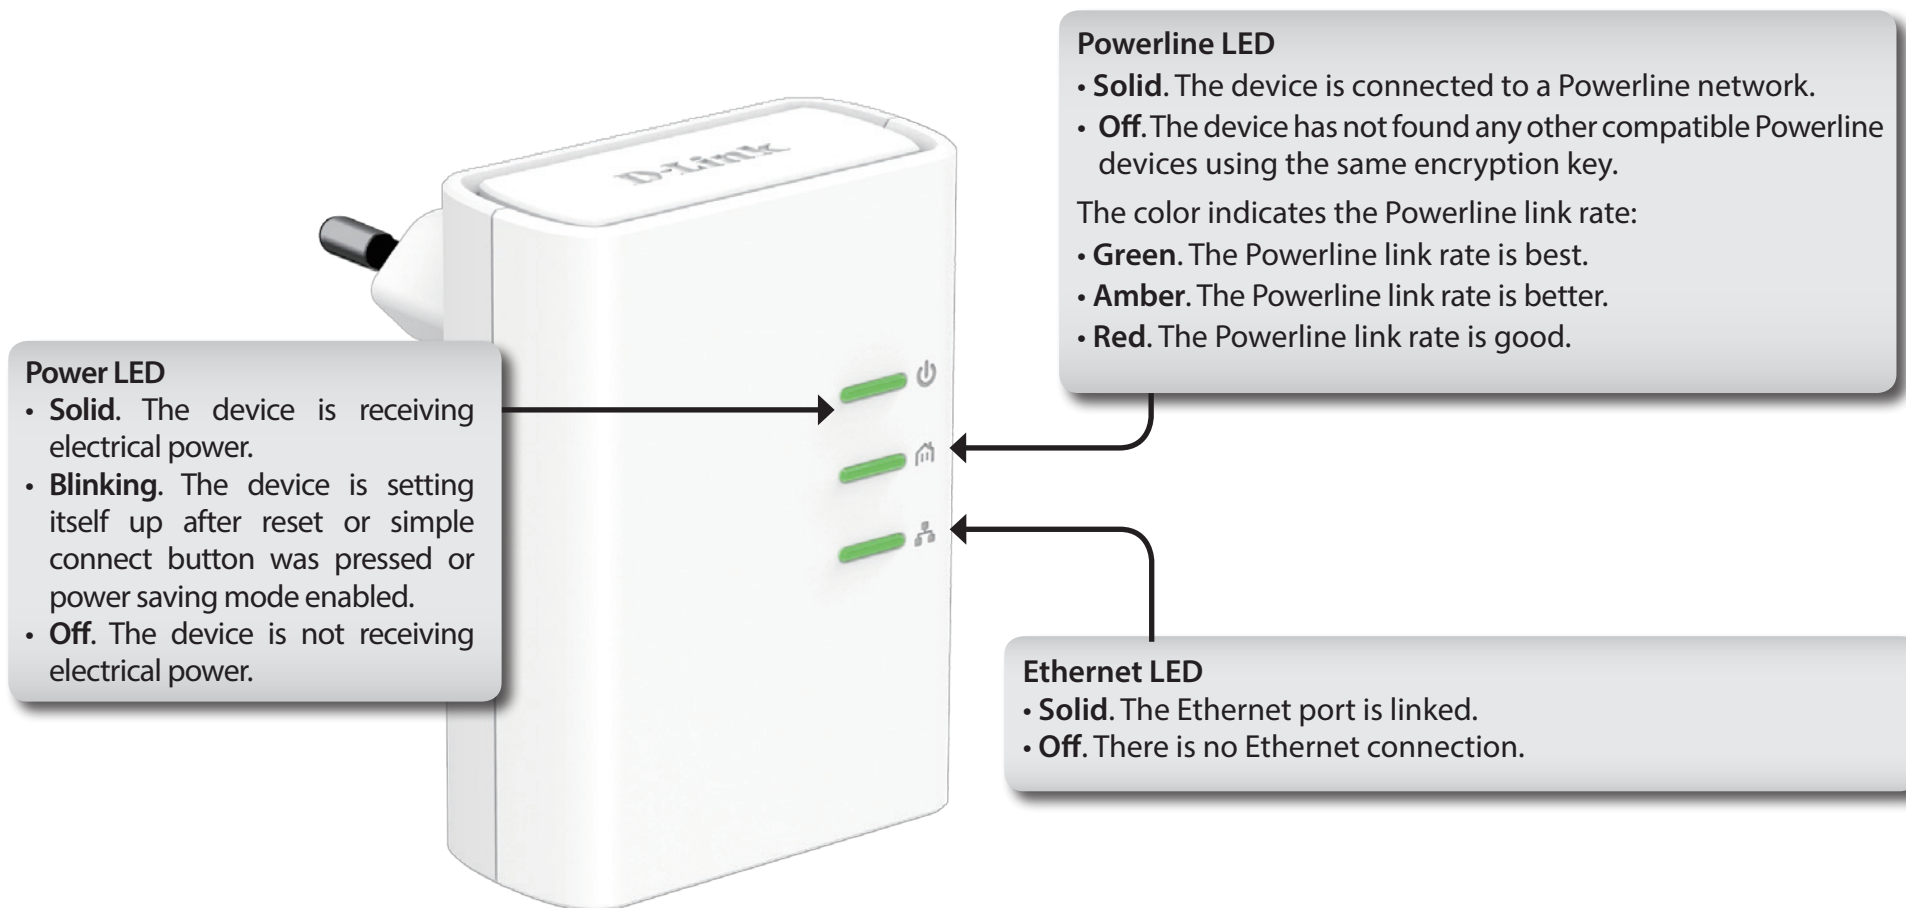 D-Link
Powerline LED
• Solid. The device is connected to a Powerline network.
• Off. The device has not found any other compatible Powerline
devices using the same encryption key.
The color indicates the Powerline link rate:
• Green. The Powerline link rate is best.
• Amber. The Powerline link rate is better.
• Red. The Powerline link rate is good.
Power LED
• Solid. The device is receiving
electrical power.
• Blinking. The device is setting
itself up after reset or simple
connect button was pressed or
power saving mode enabled.
• Off. The device is not receiving
electrical power.
Ethernet LED
• Solid. The Ethernet port is linked.
• Off. There is no Ethernet connection.